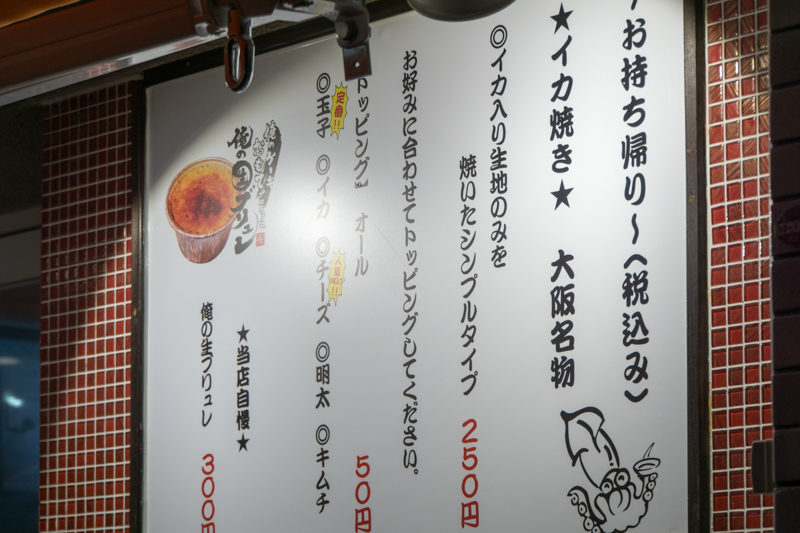 ～お持ち帰り～〈税込み〉
★イカ焼き★ 大阪名物
◎イカ入り生地のみを
焼いたシンプルタイプ 250円
お好みに合わせてトッピングしてください。
トッピング オール 50円
定番!!
人気No.1!!
◎玉子 ◎イカ ◎チーズ ◎明太 ◎キムチ
★当店自慢★
俺の生ブリュレ 300円
俺の生ブリュレ